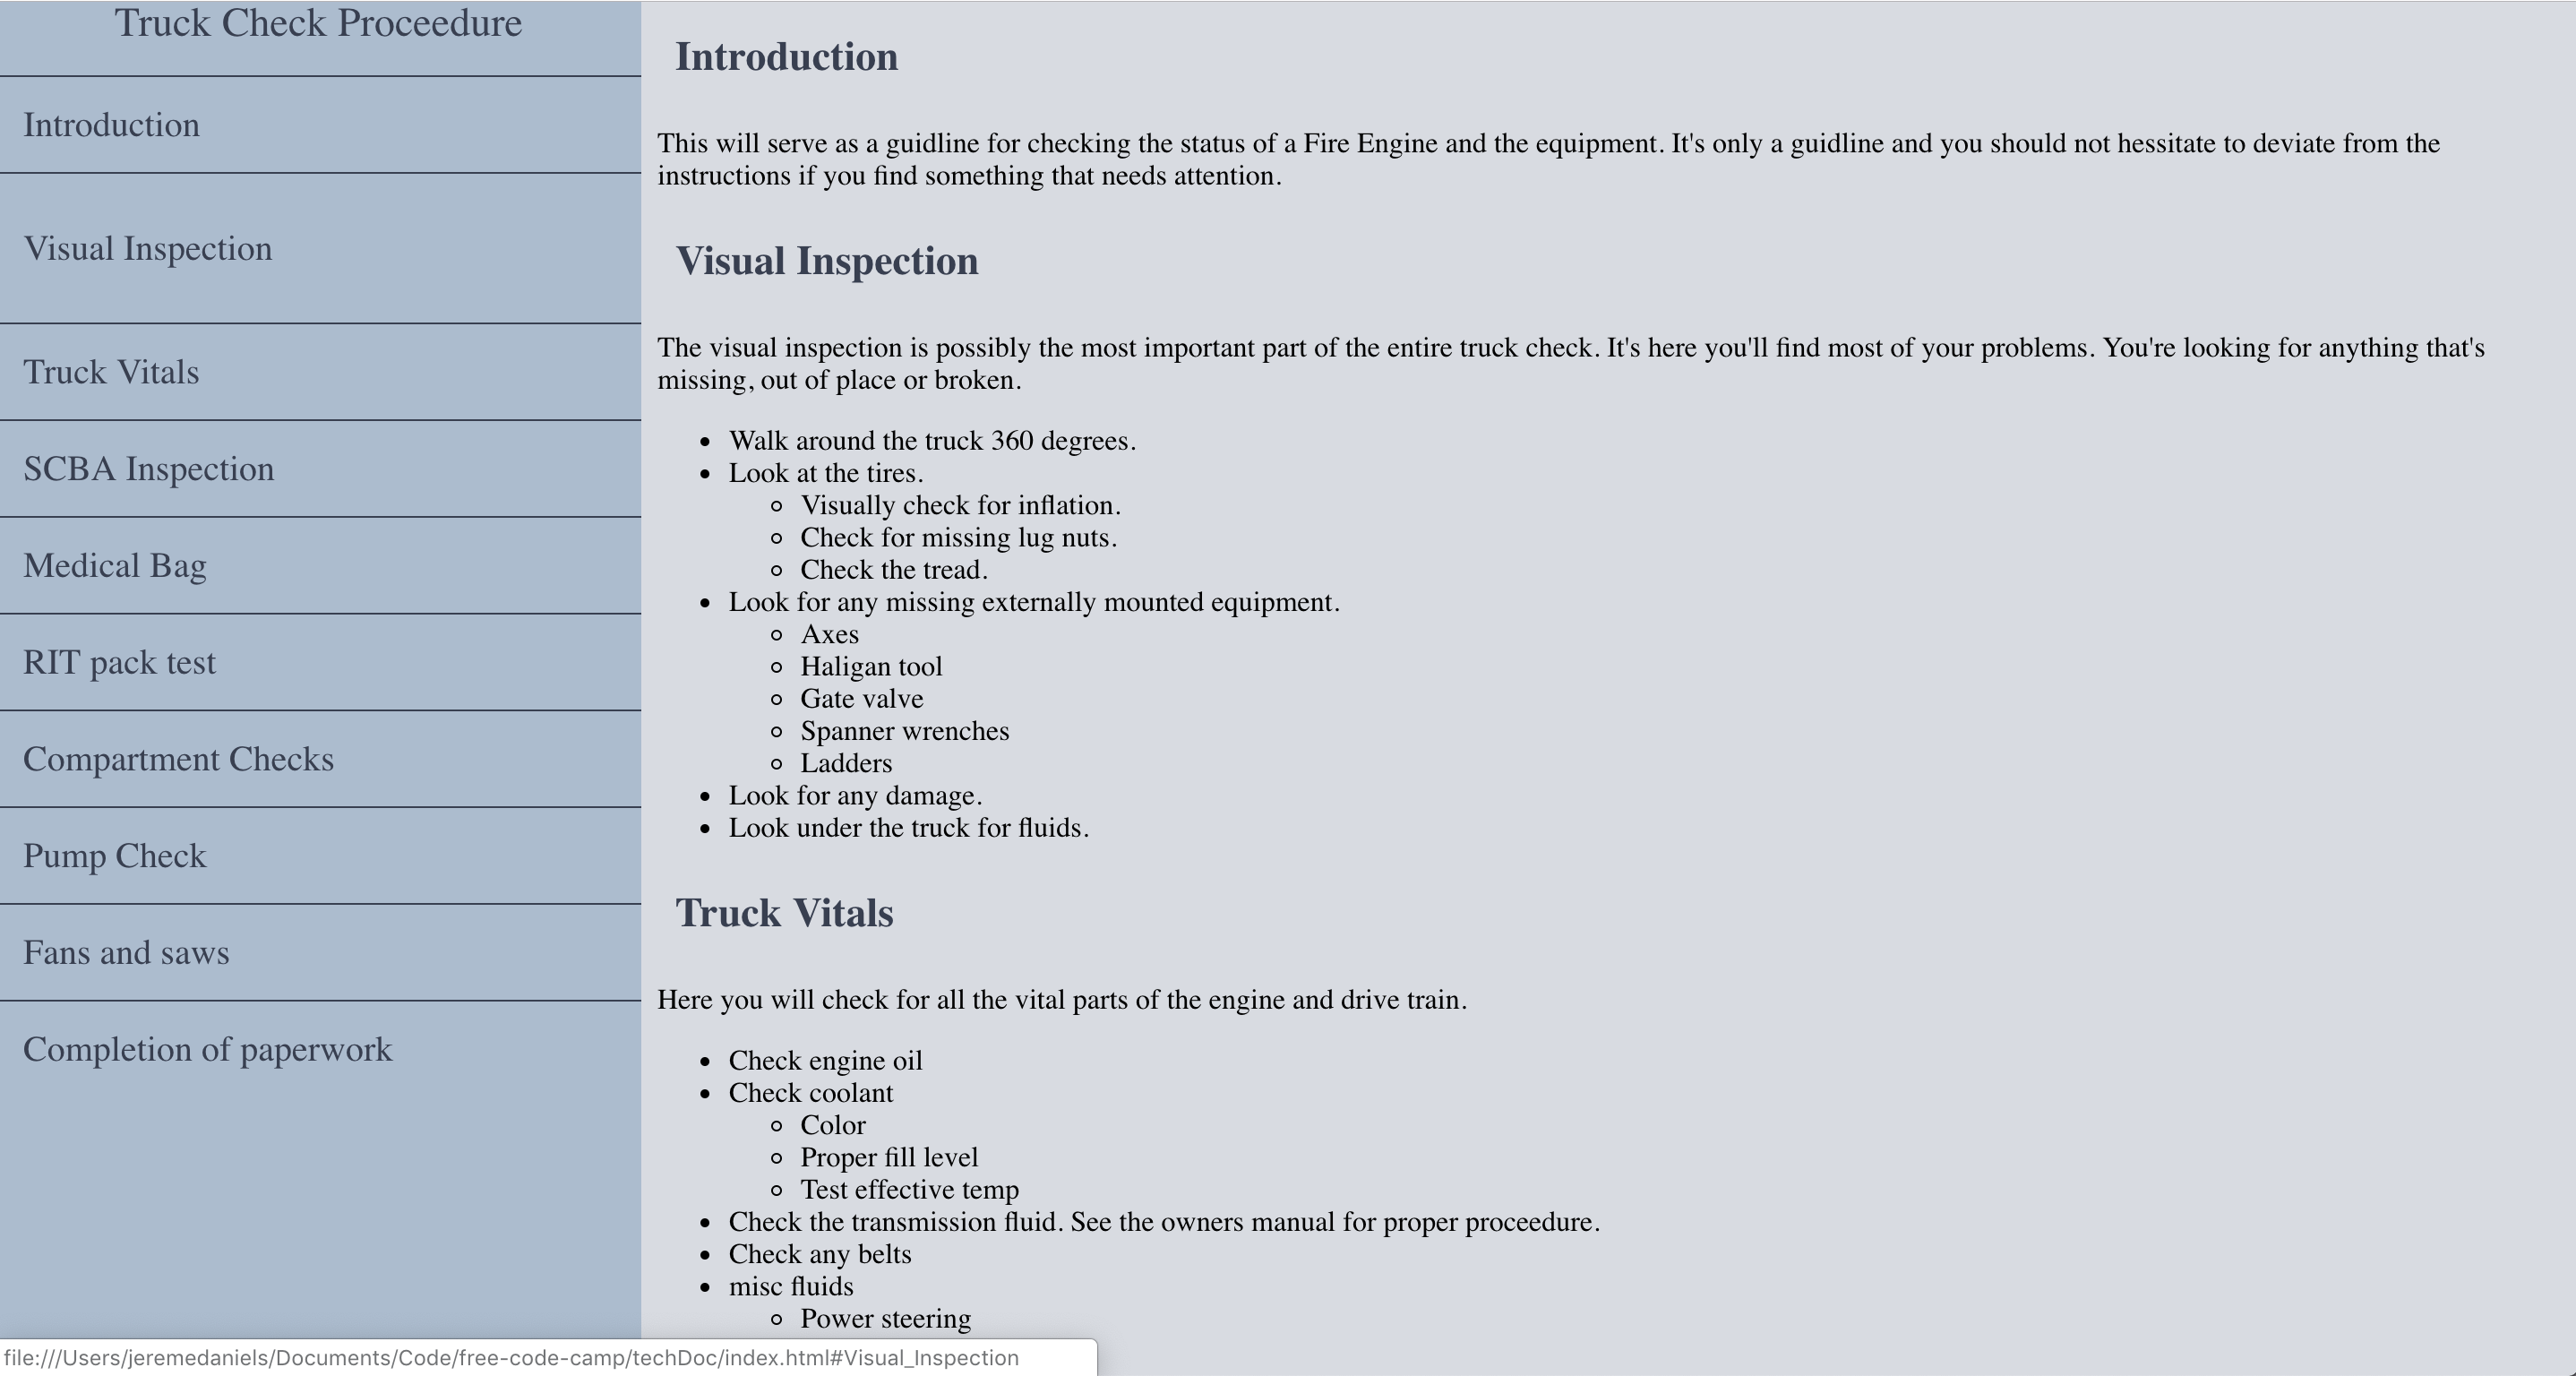 Truck Check Proceedure
Introduction
Visual Inspection
Truck Vitals
SCBA Inspection
Medical Bag
RIT pack test
Compartment Checks
Pump Check
Fans and saws
Completion of paperwork
Introduction
This will serve as a guidline for checking the status of a Fire Engine and the equipment. It's only a guidline and you should not hessitate to deviate from the
instructions if you find something that needs attention.
Visual Inspection
The visual inspection is possibly the most important part of the entire truck check. It's here you'll find most of your problems. You're looking for anything that's
missing, out of place or broken.
Walk around the truck 360 degrees.
Look at the tires.
Visually check for inflation.
Check for missing lug nuts.
Check the tread.
Look for any missing externally mounted equipment.
Axes
Haligan tool
Gate valve
Spanner wrenches
Ladders
Look for any damage.
Look under the truck for fluids.
Truck Vitals
Here you will check for all the vital parts of the engine and drive train.
Check engine oil
Check coolant
Color
Proper fill level
Test effective temp
Check the transmission fluid. See the owners manual for proper proceedure.
Check any belts
misc fluids
Power steering
file:///Users/jeremedaniels/Documents/Code/free-code-camp/techDoc/index.html#Visual_Inspection